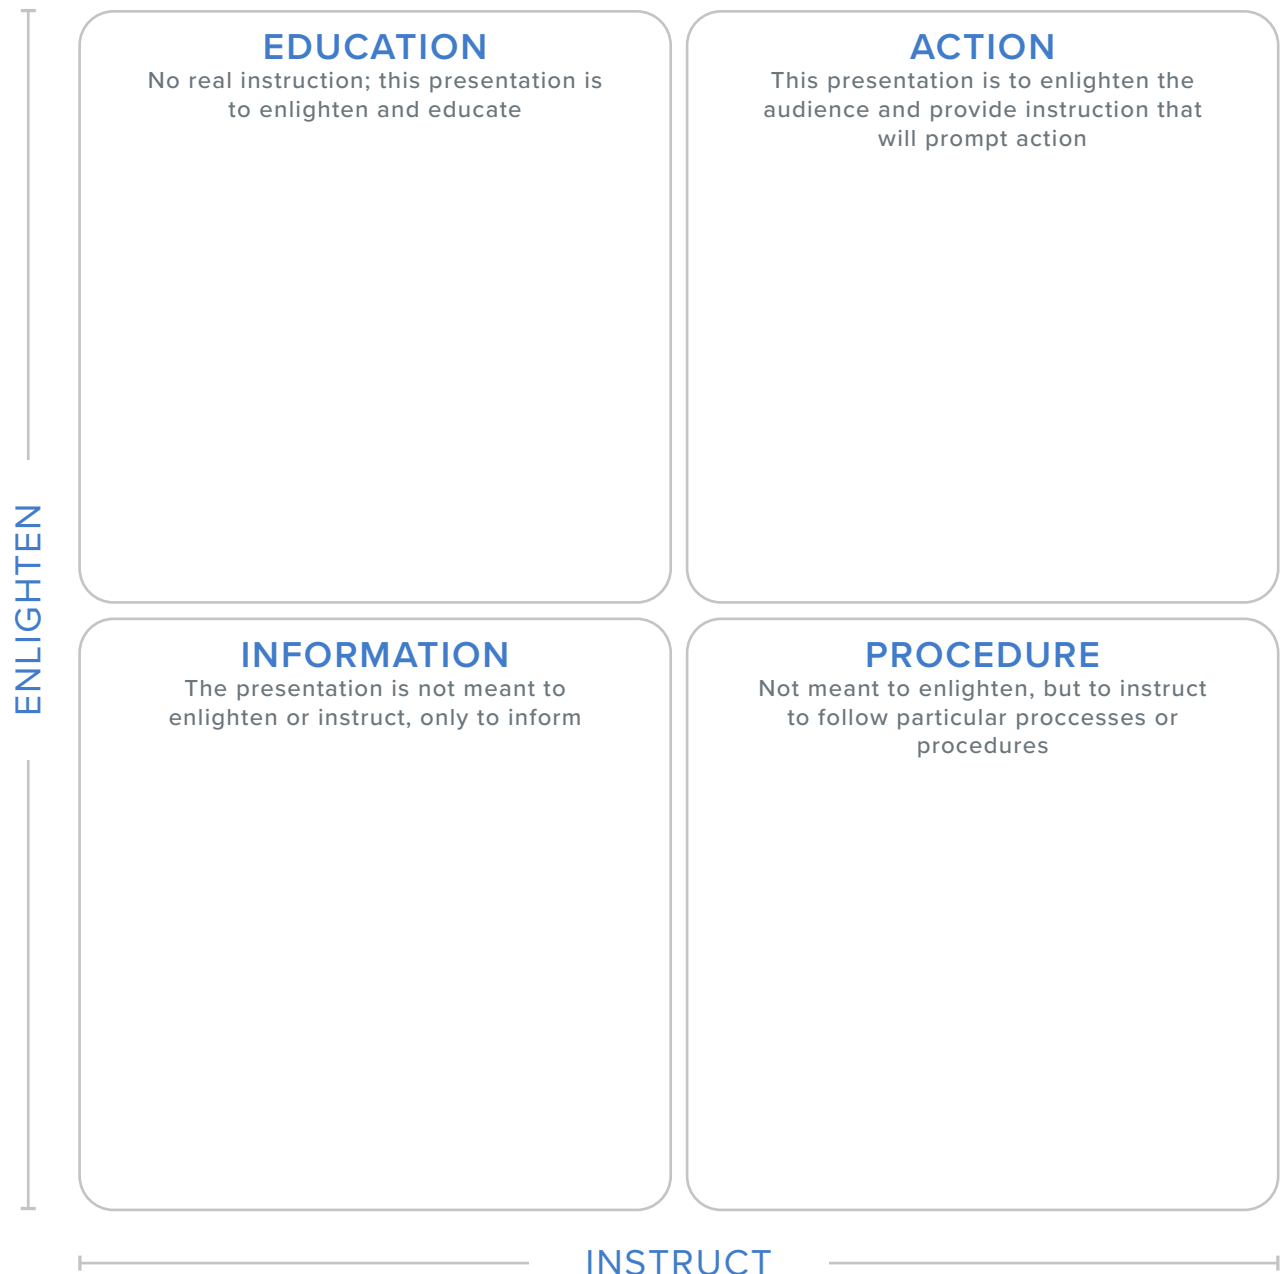 EDUCATION
No real instruction; this presentation is
to enlighten and educate
ACTION
This presentation is to enlighten the
audience and provide instruction that
will prompt action
ENLIGHTEN
INFORMATION
The presentation is not meant to
enlighten or instruct, only to inform
PROCEDURE
Not meant to enlighten, but to instruct
to follow particular proccesses or
procedures
INSTRUCT